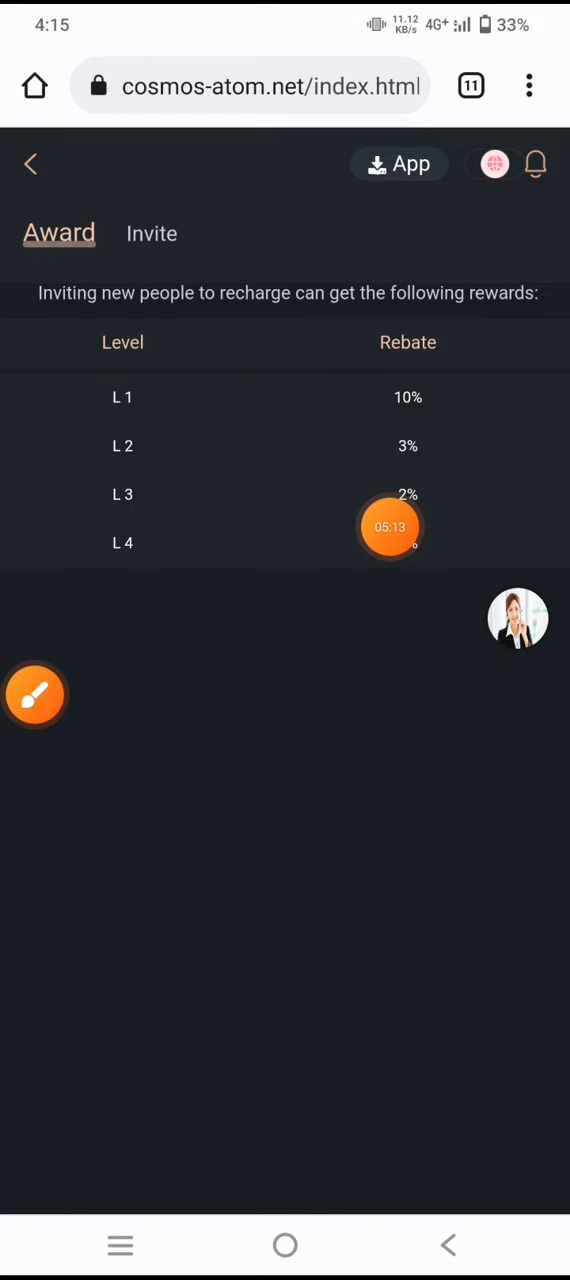 4:15
11.12 KB/s 4G+ 33%
cosmos-atom.net/index.html
11
App
Award Invite
Inviting new people to recharge can get the following rewards:
Level Rebate
L 1 10%
L 2 3%
L 3 2%
05:13
L 4 %